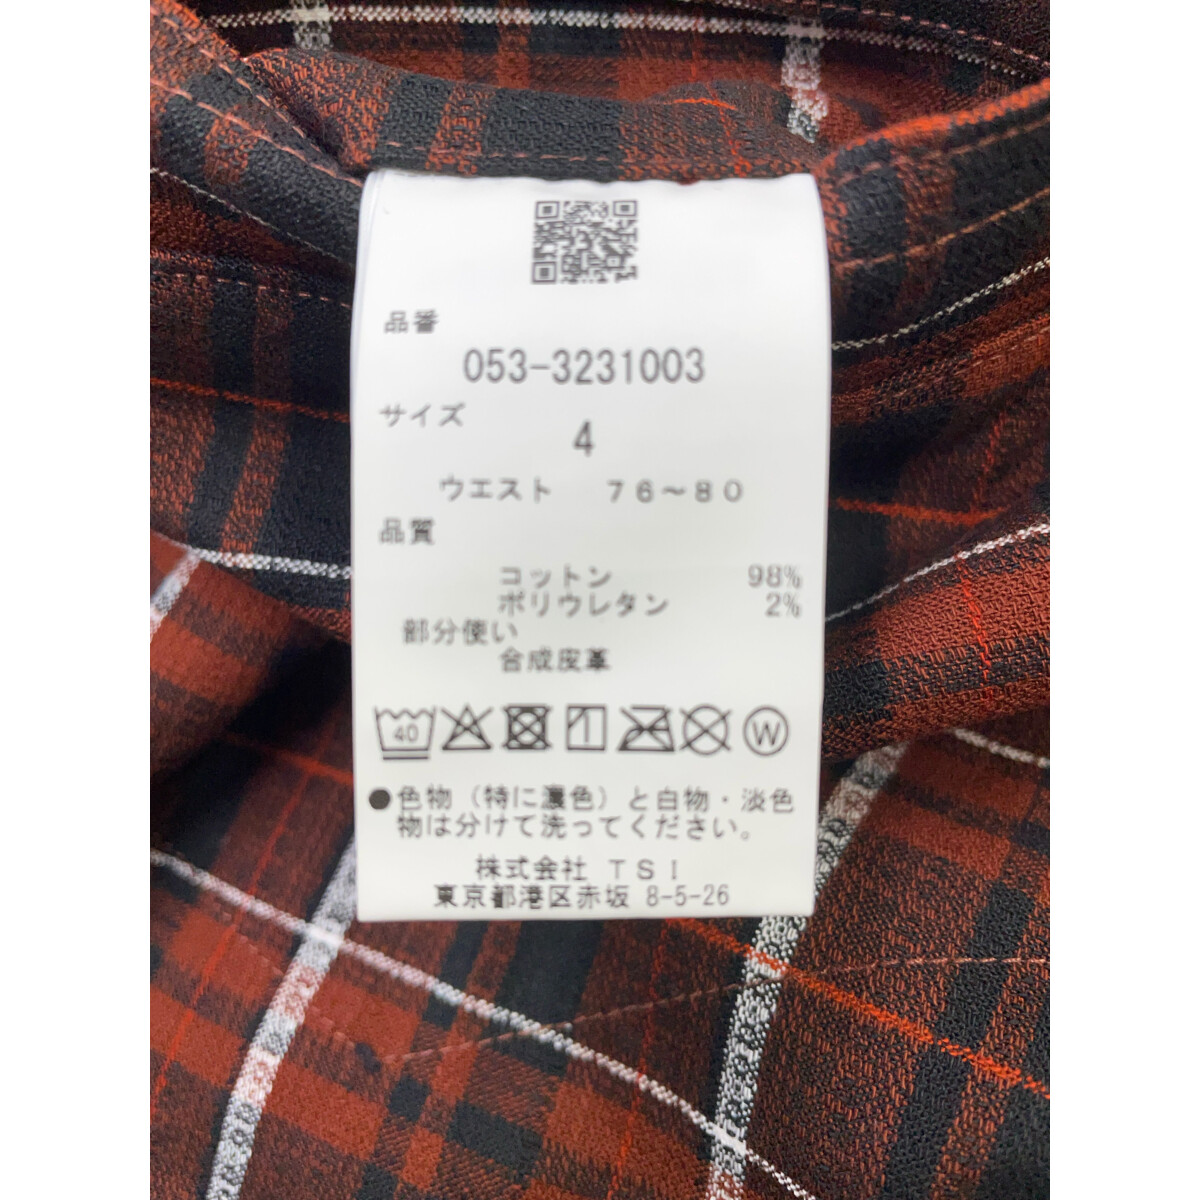 品番
053-3231003
サイズ
4
ウエスト 76～80
品質
コットン 98%
ポリウレタン 2%
部分使い
合成皮革
40 W
●色物（特に濃色）と白物・淡色
物は分けて洗ってください。
株式会社 TSI
東京都港区赤坂 8-5-26